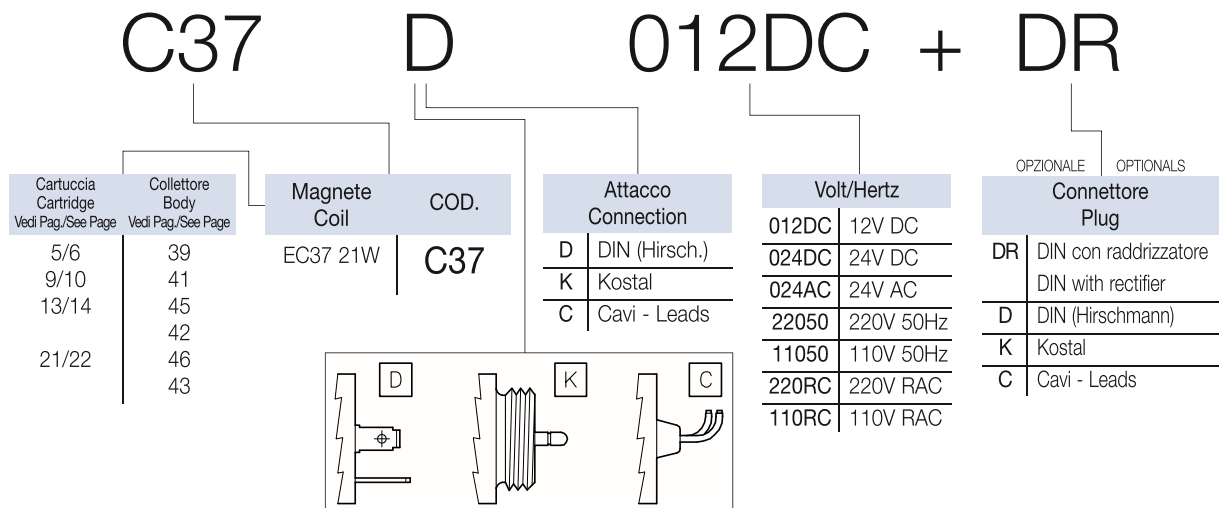 C37 D 012DC + DR
OPZIONALE OPTIONALS
Cartuccia
Cartridge
Vedi Pag./See Page
Collettore
Body
Vedi Pag./See Page
5/6 39
9/10 41
13/14 45
42
21/22 46
43
Magnete
Coil
COD.
EC37 21W C37
Attacco
Connection
D DIN (Hirsch.)
K Kostal
C Cavi - Leads
Volt/Hertz
012DC 12V DC
024DC 24V DC
024AC 24V AC
22050 220V 50Hz
11050 110V 50Hz
220RC 220V RAC
110RC 110V RAC
Connettore
Plug
DR DIN con raddrizzatore
DIN with rectifier
D DIN (Hirschmann)
K Kostal
C Cavi - Leads
D K C